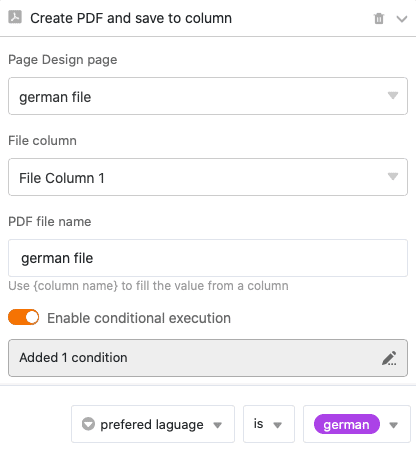 Create PDF and save to column
Page Design page
german file
File column
File Column 1
PDF file name
german file
Use {column name} to fill the value from a column
Enable conditional execution
Added 1 condition
prefered laguage is german